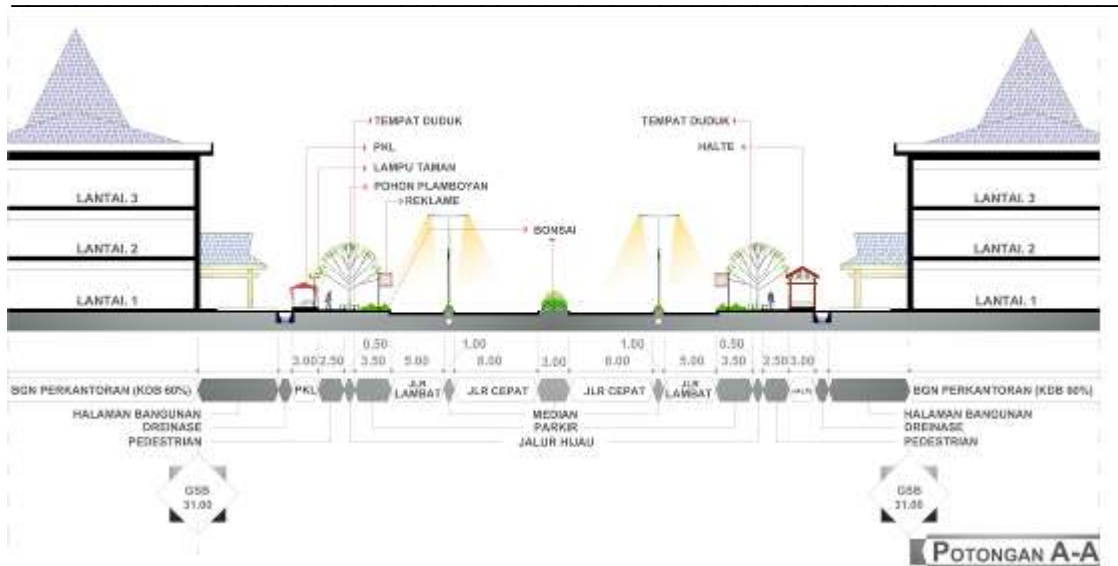 TEMPAT DUDUK
PKL
LAMPU TAMAN
POHON PLAMBOYAN
REKLAME
BONSAI
TEMPAT DUDUK
HALTE
LANTAI. 3
LANTAI. 2
LANTAI. 1
LANTAI. 3
LANTAI. 2
LANTAI. 1
0.50 1.00 1.00 0.50
3.00 2.50 3.50 5.00 8.00 3.00 8.00 5.00 3.50 2.50 3.00
BGN PERKANTORAN (KDB 60%) PKL JLR LAMBAT JLR CEPAT JLR CEPAT JLR LAMBAT HALTE BGN PERKANTORAN (KDB 60%)
HALAMAN BANGUNAN MEDIAN HALAMAN BANGUNAN
DREINASE PARKIR DREINASE
PEDESTRIAN JALUR HIJAU PEDESTRIAN
GSB
31.00
GSB
31.00
POTONGAN A-A